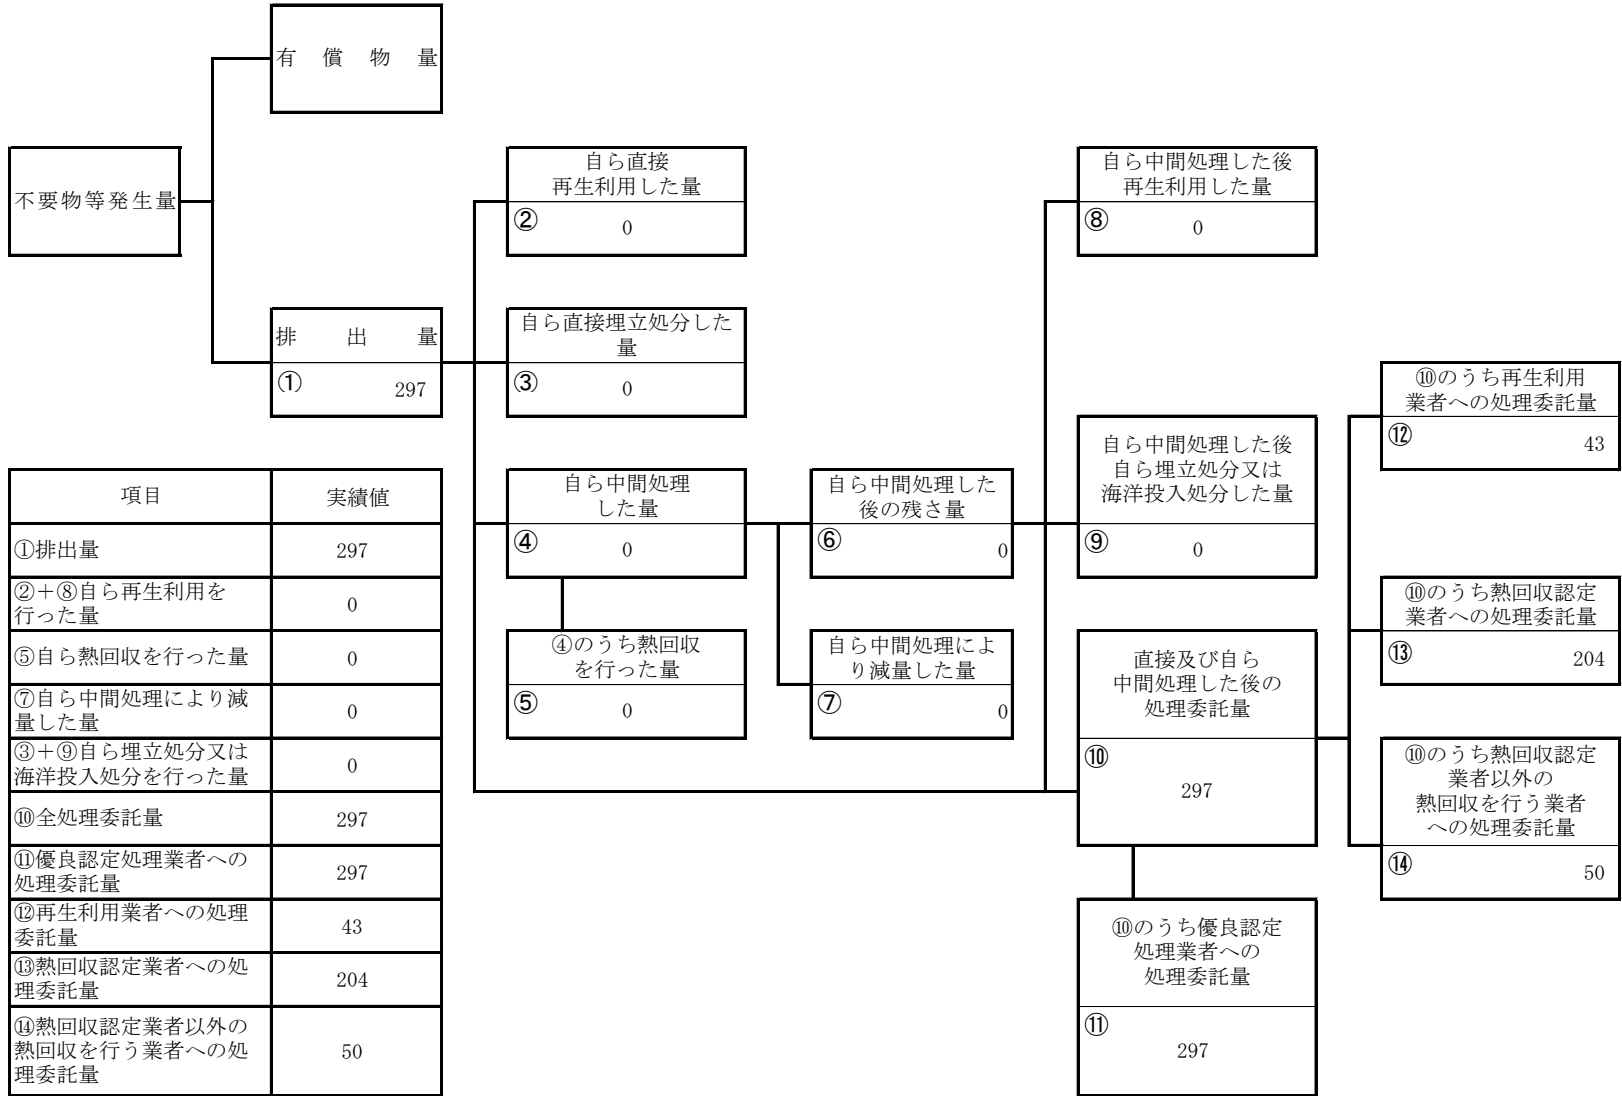 有償物量
不要物等発生量
排出量
① 297
自ら直接
再生利用した量
② 0
自ら直接埋立処分した
量
③ 0
自ら中間処理
した量
④ 0
④のうち熱回収
を行った量
⑤ 0
自ら中間処理した
後の残さ量
⑥ 0
自ら中間処理によ
り減量した量
⑦ 0
自ら中間処理した後
再生利用した量
⑧ 0
自ら中間処理した後
自ら埋立処分又は
海洋投入処分した量
⑨ 0
直接及び自ら
中間処理した後の
処理委託量
⑩
297
⑩のうち優良認定
処理業者への
処理委託量
⑪
297
⑩のうち再生利用
業者への処理委託量
⑫ 43
⑩のうち熱回収認定
業者への処理委託量
⑬ 204
⑩のうち熱回収認定
業者以外の
熱回収を行う業者
への処理委託量
⑭ 50
項目 実績値
①排出量 297
②+⑧自ら再生利用を
行った量 0
⑤自ら熱回収を行った量 0
⑦自ら中間処理により減
量した量 0
③+⑨自ら埋立処分又は
海洋投入処分を行った量 0
⑩全処理委託量 297
⑪優良認定処理業者への
処理委託量 297
⑫再生利用業者への処理
委託量 43
⑬熱回収認定業者への処
理委託量 204
⑭熱回収認定業者以外の
熱回収を行う業者への処
理委託量 50